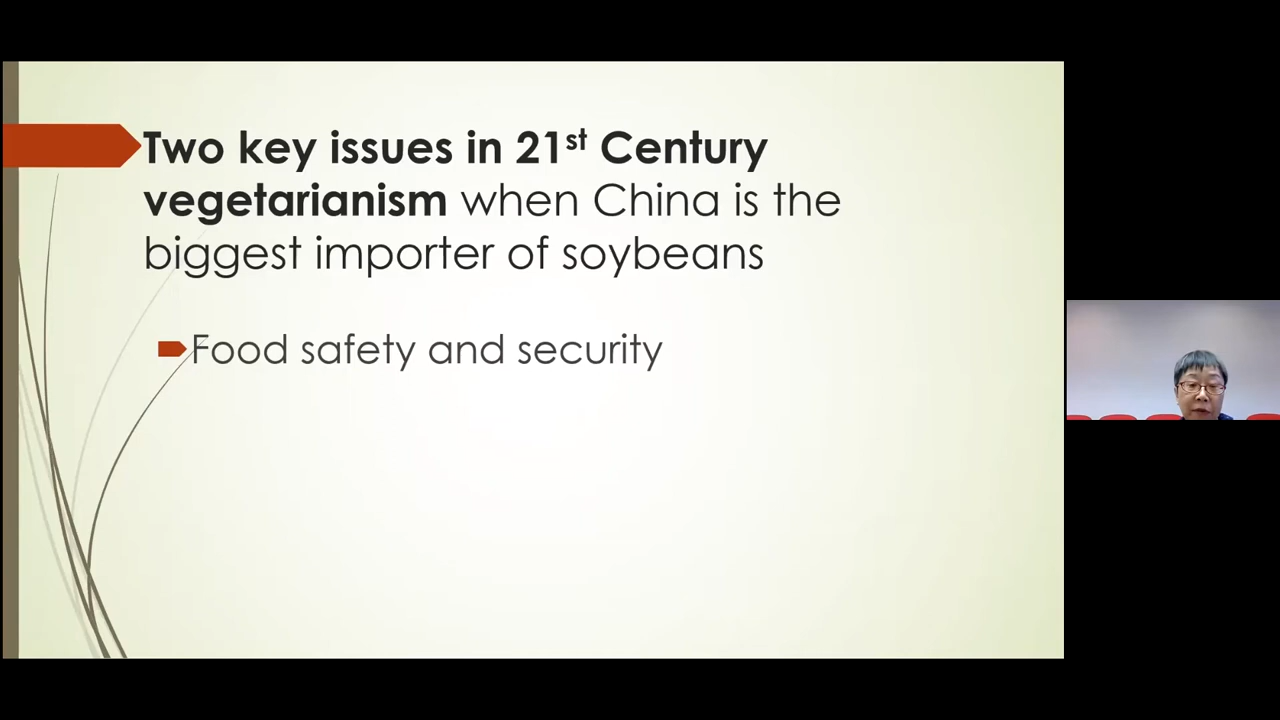 Two key issues in 21st Century
vegetarianism when China is the
biggest importer of soybeans
Food safety and security